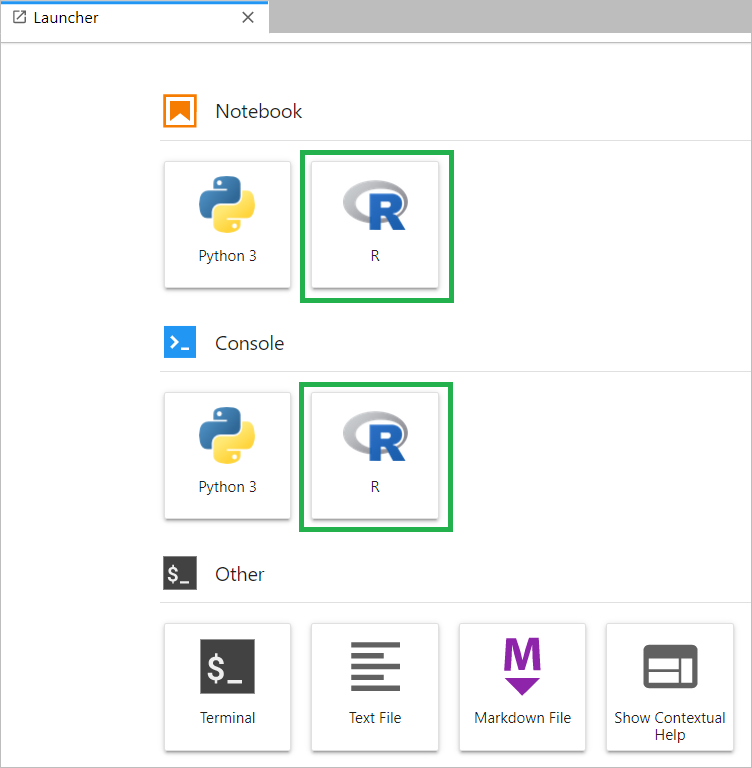 Launcher
Notebook
Python 3
R
R
Console
Python 3
R
R
$_ Other
$_
M
Terminal
Text File
Markdown File
Show Contextual
Help